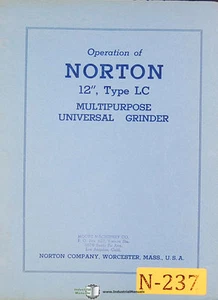 Operation of
NORTON
12", Type LC
MULTIPURPOSE
UNIVERSAL GRINDER
NORTON COMPANY, WORCESTER, MASS., U.S.A.
N-237